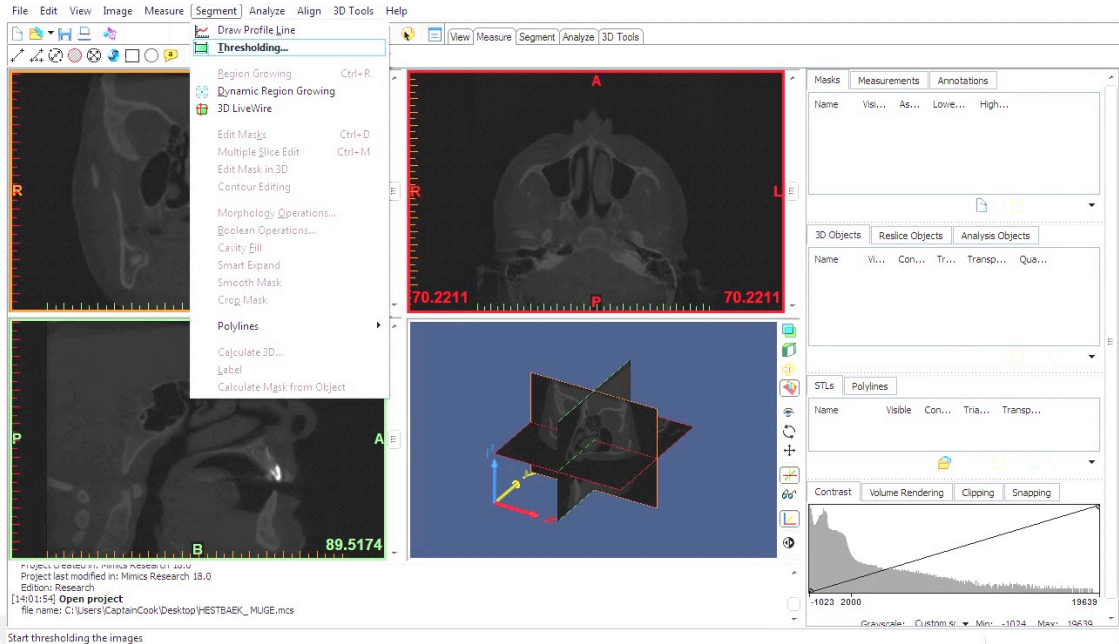 File Edit View Image Measure Segment Analyze Align 3D Tools Help
Draw Profile Line
View Measure Segment Analyze 3D Tools
Thresholding...
Region Growing Ctrl+R
Dynamic Region Growing
3D LiveWire
Edit Masks Ctrl+D
Multiple Slice Edit Ctrl+M
Edit Mask in 3D
Contour Editing
Morphology Operations...
Boolean Operations...
Cavity Fill
Smart Expand
Smooth Mask
Crop Mask
Polylines
Calculate 3D...
Label
Calculate Mask from Object
R
A
R L
P
70.2211 70.2211
P A
B
89.5174
Masks Measurements Annotations
Name Visi... As... Lowe... High...
3D Objects Reslice Objects Analysis Objects
Name Vi... Con... Tr... Transp... Qua...
STLs Polylines
Name Visible Con... Tria... Transp...
Contrast Volume Rendering Clipping Snapping
-1023 2000 19639
Grayscale: Min: -1024 Max: 19639
Project created in: Mimics Research 18.0
Project last modified in: Mimics Research 18.0
Edition: Research
[14:01:54] Open project
file name: C:\Users\CaptainCook\Desktop\HESTBAEK_ MUGE.mcs
Start thresholding the images